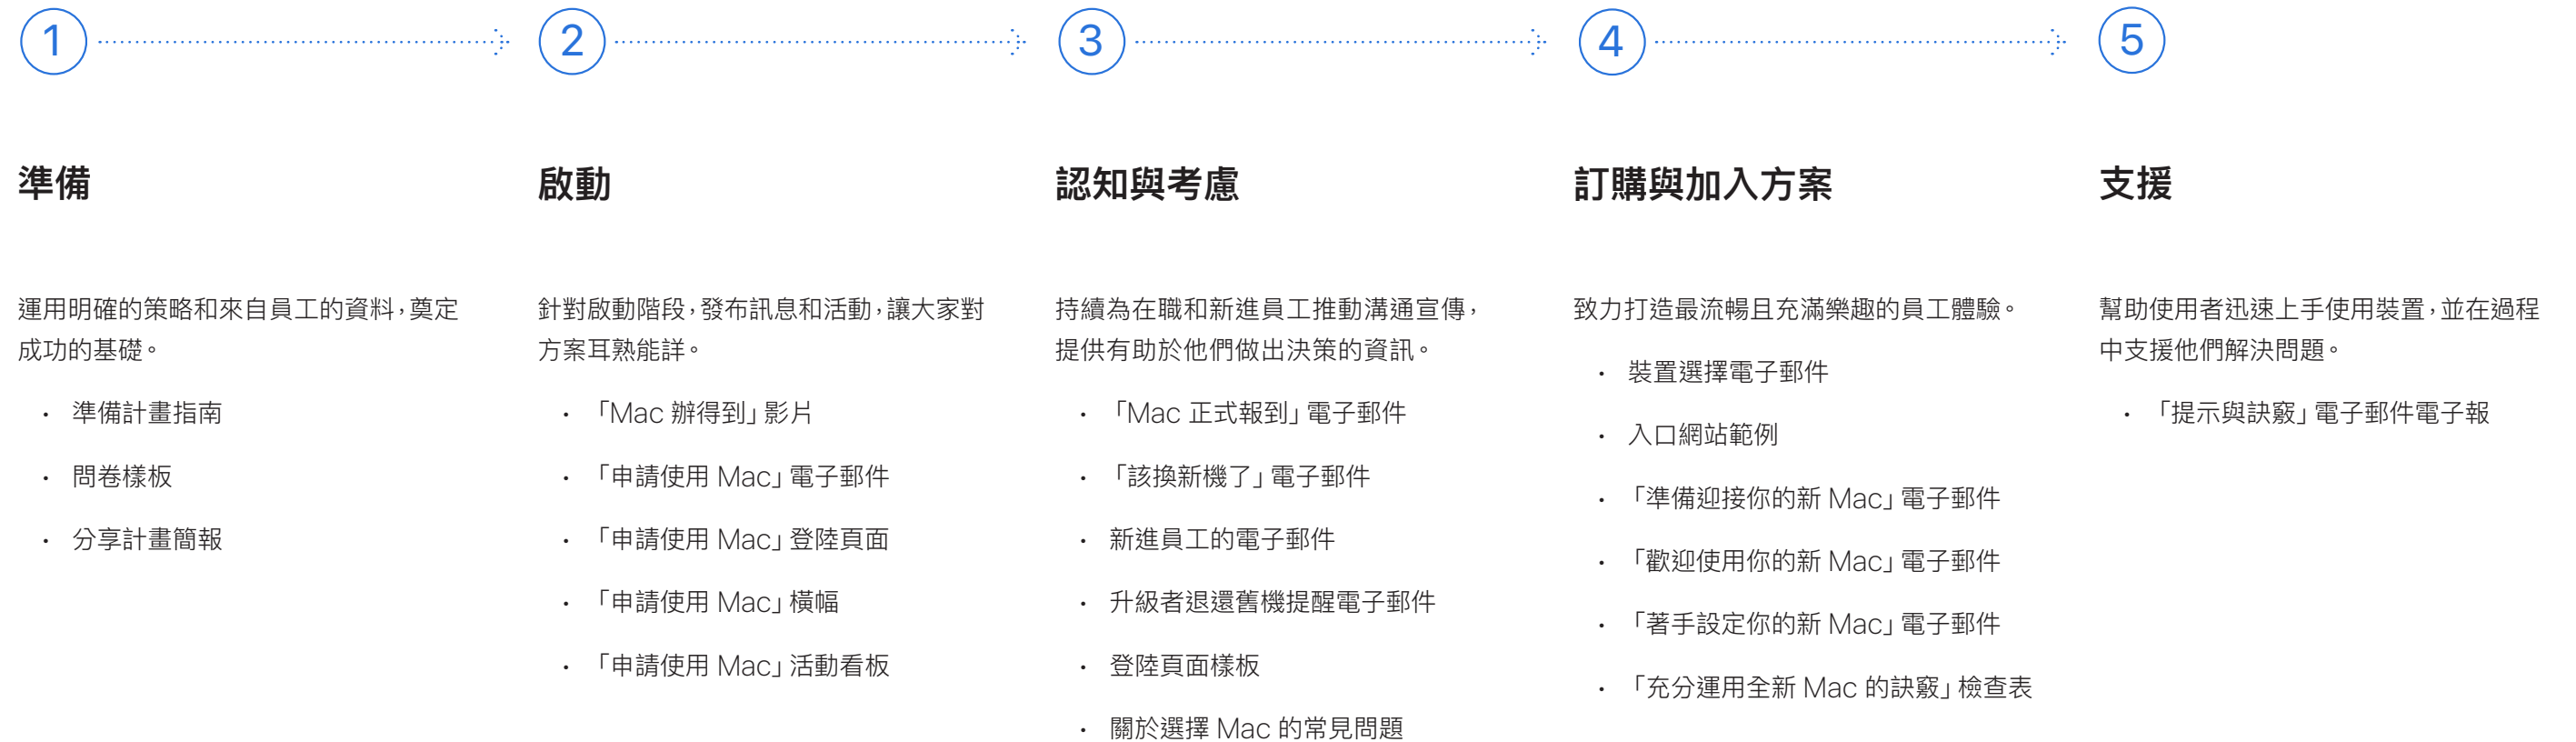 1
2
3
4
5
準備
運用明確的策略和來自員工的資料，奠定
成功的基礎。
• 準備計畫指南
• 問卷樣板
• 分享計畫簡報
啟動
針對啟動階段，發布訊息和活動，讓大家對
方案耳熟能詳。
• 「Mac 辦得到」影片
• 「申請使用 Mac」電子郵件
• 「申請使用 Mac」登陸頁面
• 「申請使用 Mac」橫幅
• 「申請使用 Mac」活動看板
認知與考慮
持續為在職和新進員工推動溝通宣傳，
提供有助於他們做出決策的資訊。
• 「Mac 正式報到」電子郵件
• 「該換新機了」電子郵件
• 新進員工的電子郵件
• 升級者退還舊機提醒電子郵件
• 登陸頁面樣板
• 關於選擇 Mac 的常見問題
訂購與加入方案
致力打造最流暢且充滿樂趣的員工體驗。
• 裝置選擇電子郵件
• 入口網站範例
• 「準備迎接你的新 Mac」電子郵件
• 「歡迎使用你的新 Mac」電子郵件
• 「著手設定你的新 Mac」電子郵件
• 「充分運用全新 Mac 的訣竅」檢查表
支援
幫助使用者迅速上手使用裝置，並在過程
中支援他們解決問題。
• 「提示與訣竅」電子郵件電子報